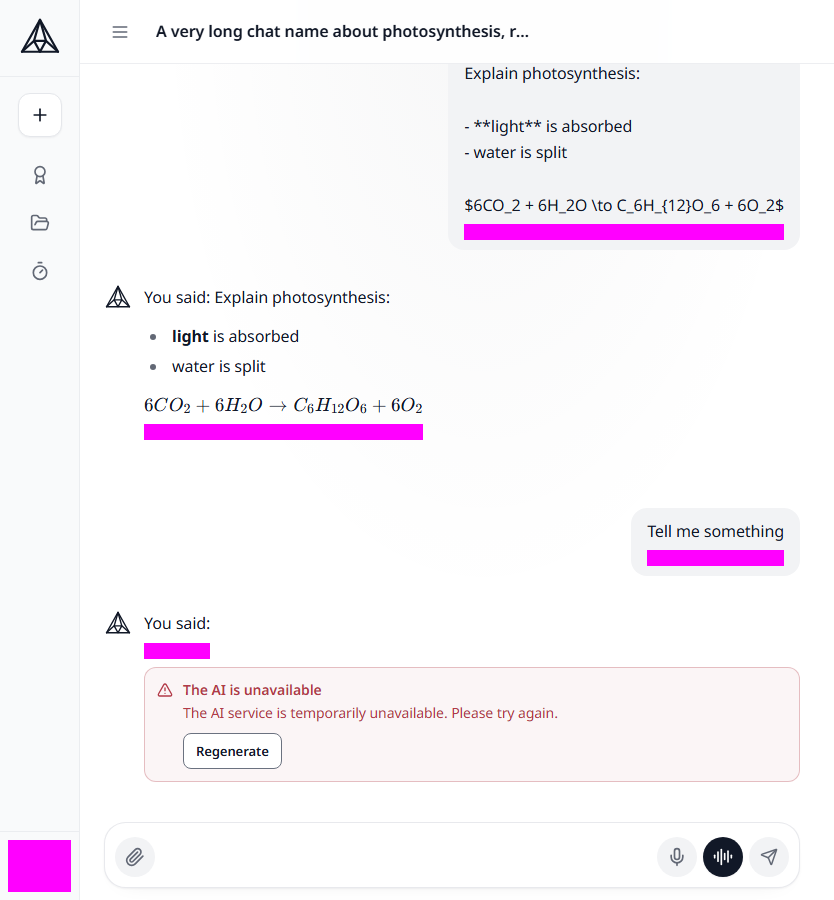 A very long chat name about photosynthesis, r...
Explain photosynthesis:
- **light** is absorbed
- water is split
$6CO_2 + 6H_2O \to C_6H_{12}O_6 + 6O_2$
You said: Explain photosynthesis:
• light is absorbed
• water is split
6CO₂ + 6H₂O → C₆H₁₂O₆ + 6O₂
Tell me something
You said:
The AI is unavailable
The AI service is temporarily unavailable. Please try again.
Regenerate